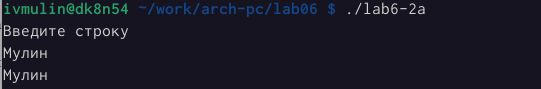 ivmulin@dk8n54 ~/work/arch-pc/lab06 $ ./lab6-2a
Введите строку
Мулин
Мулин